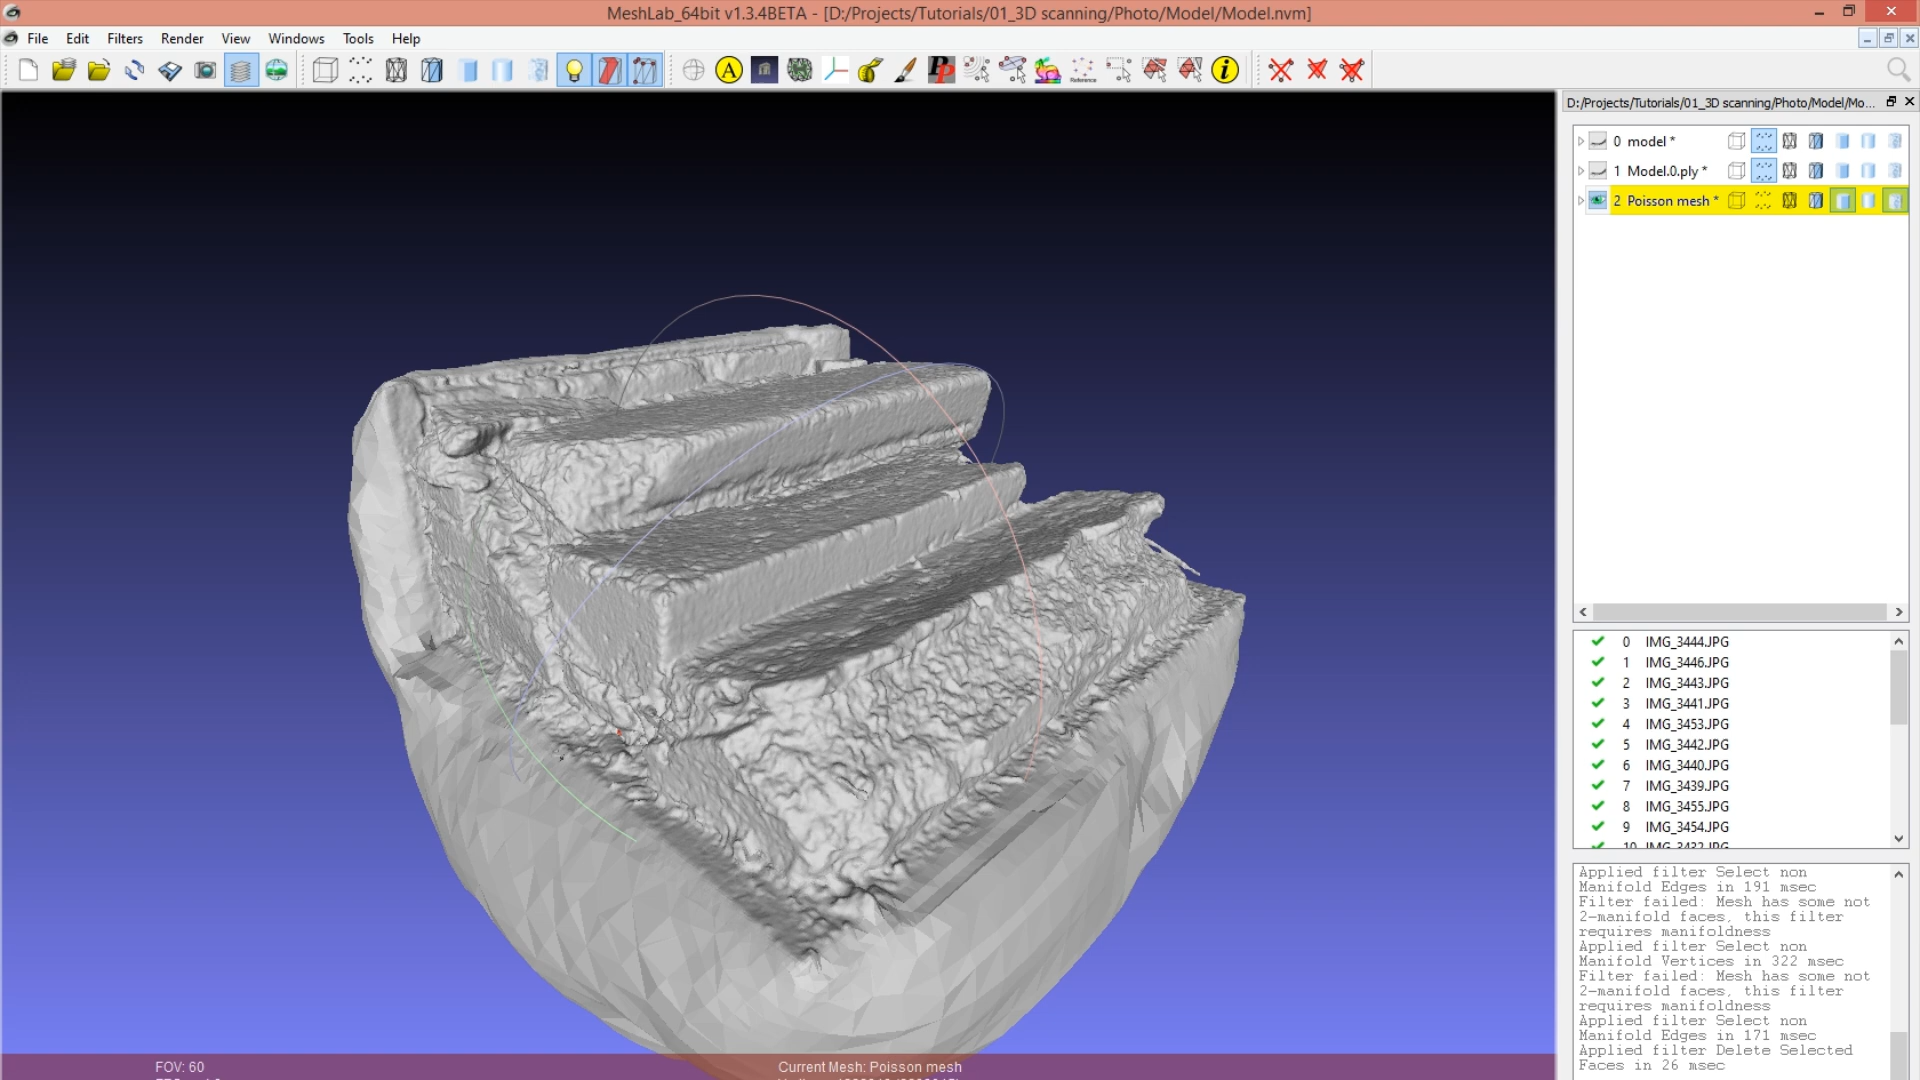 MeshLab_64bit v1.3.4BETA - [D:/Projects/Tutorials/01_3D scanning/Photo/Model/Model.nvm]
File Edit Filters Render View Windows Tools Help
A
PP
Reference
i
D:/Projects/Tutorials/01_3D scanning/Photo/Model/Mo...
0 model *
1 Model.0.ply *
2 Poisson mesh *
0 IMG_3444.JPG
1 IMG_3446.JPG
2 IMG_3443.JPG
3 IMG_3441.JPG
4 IMG_3453.JPG
5 IMG_3442.JPG
6 IMG_3440.JPG
7 IMG_3439.JPG
8 IMG_3455.JPG
9 IMG_3454.JPG
10 IMG_3432.JPG
Applied filter Select non
Manifold Edges in 191 msec
Filter failed: Mesh has some not
2-manifold faces, this filter
requires manifoldness
Applied filter Select non
Manifold Vertices in 322 msec
Filter failed: Mesh has some not
2-manifold faces, this filter
requires manifoldness
Applied filter Select non
Manifold Edges in 171 msec
Applied filter Delete Selected
Faces in 26 msec
FOV: 60
Current Mesh: Poisson mesh